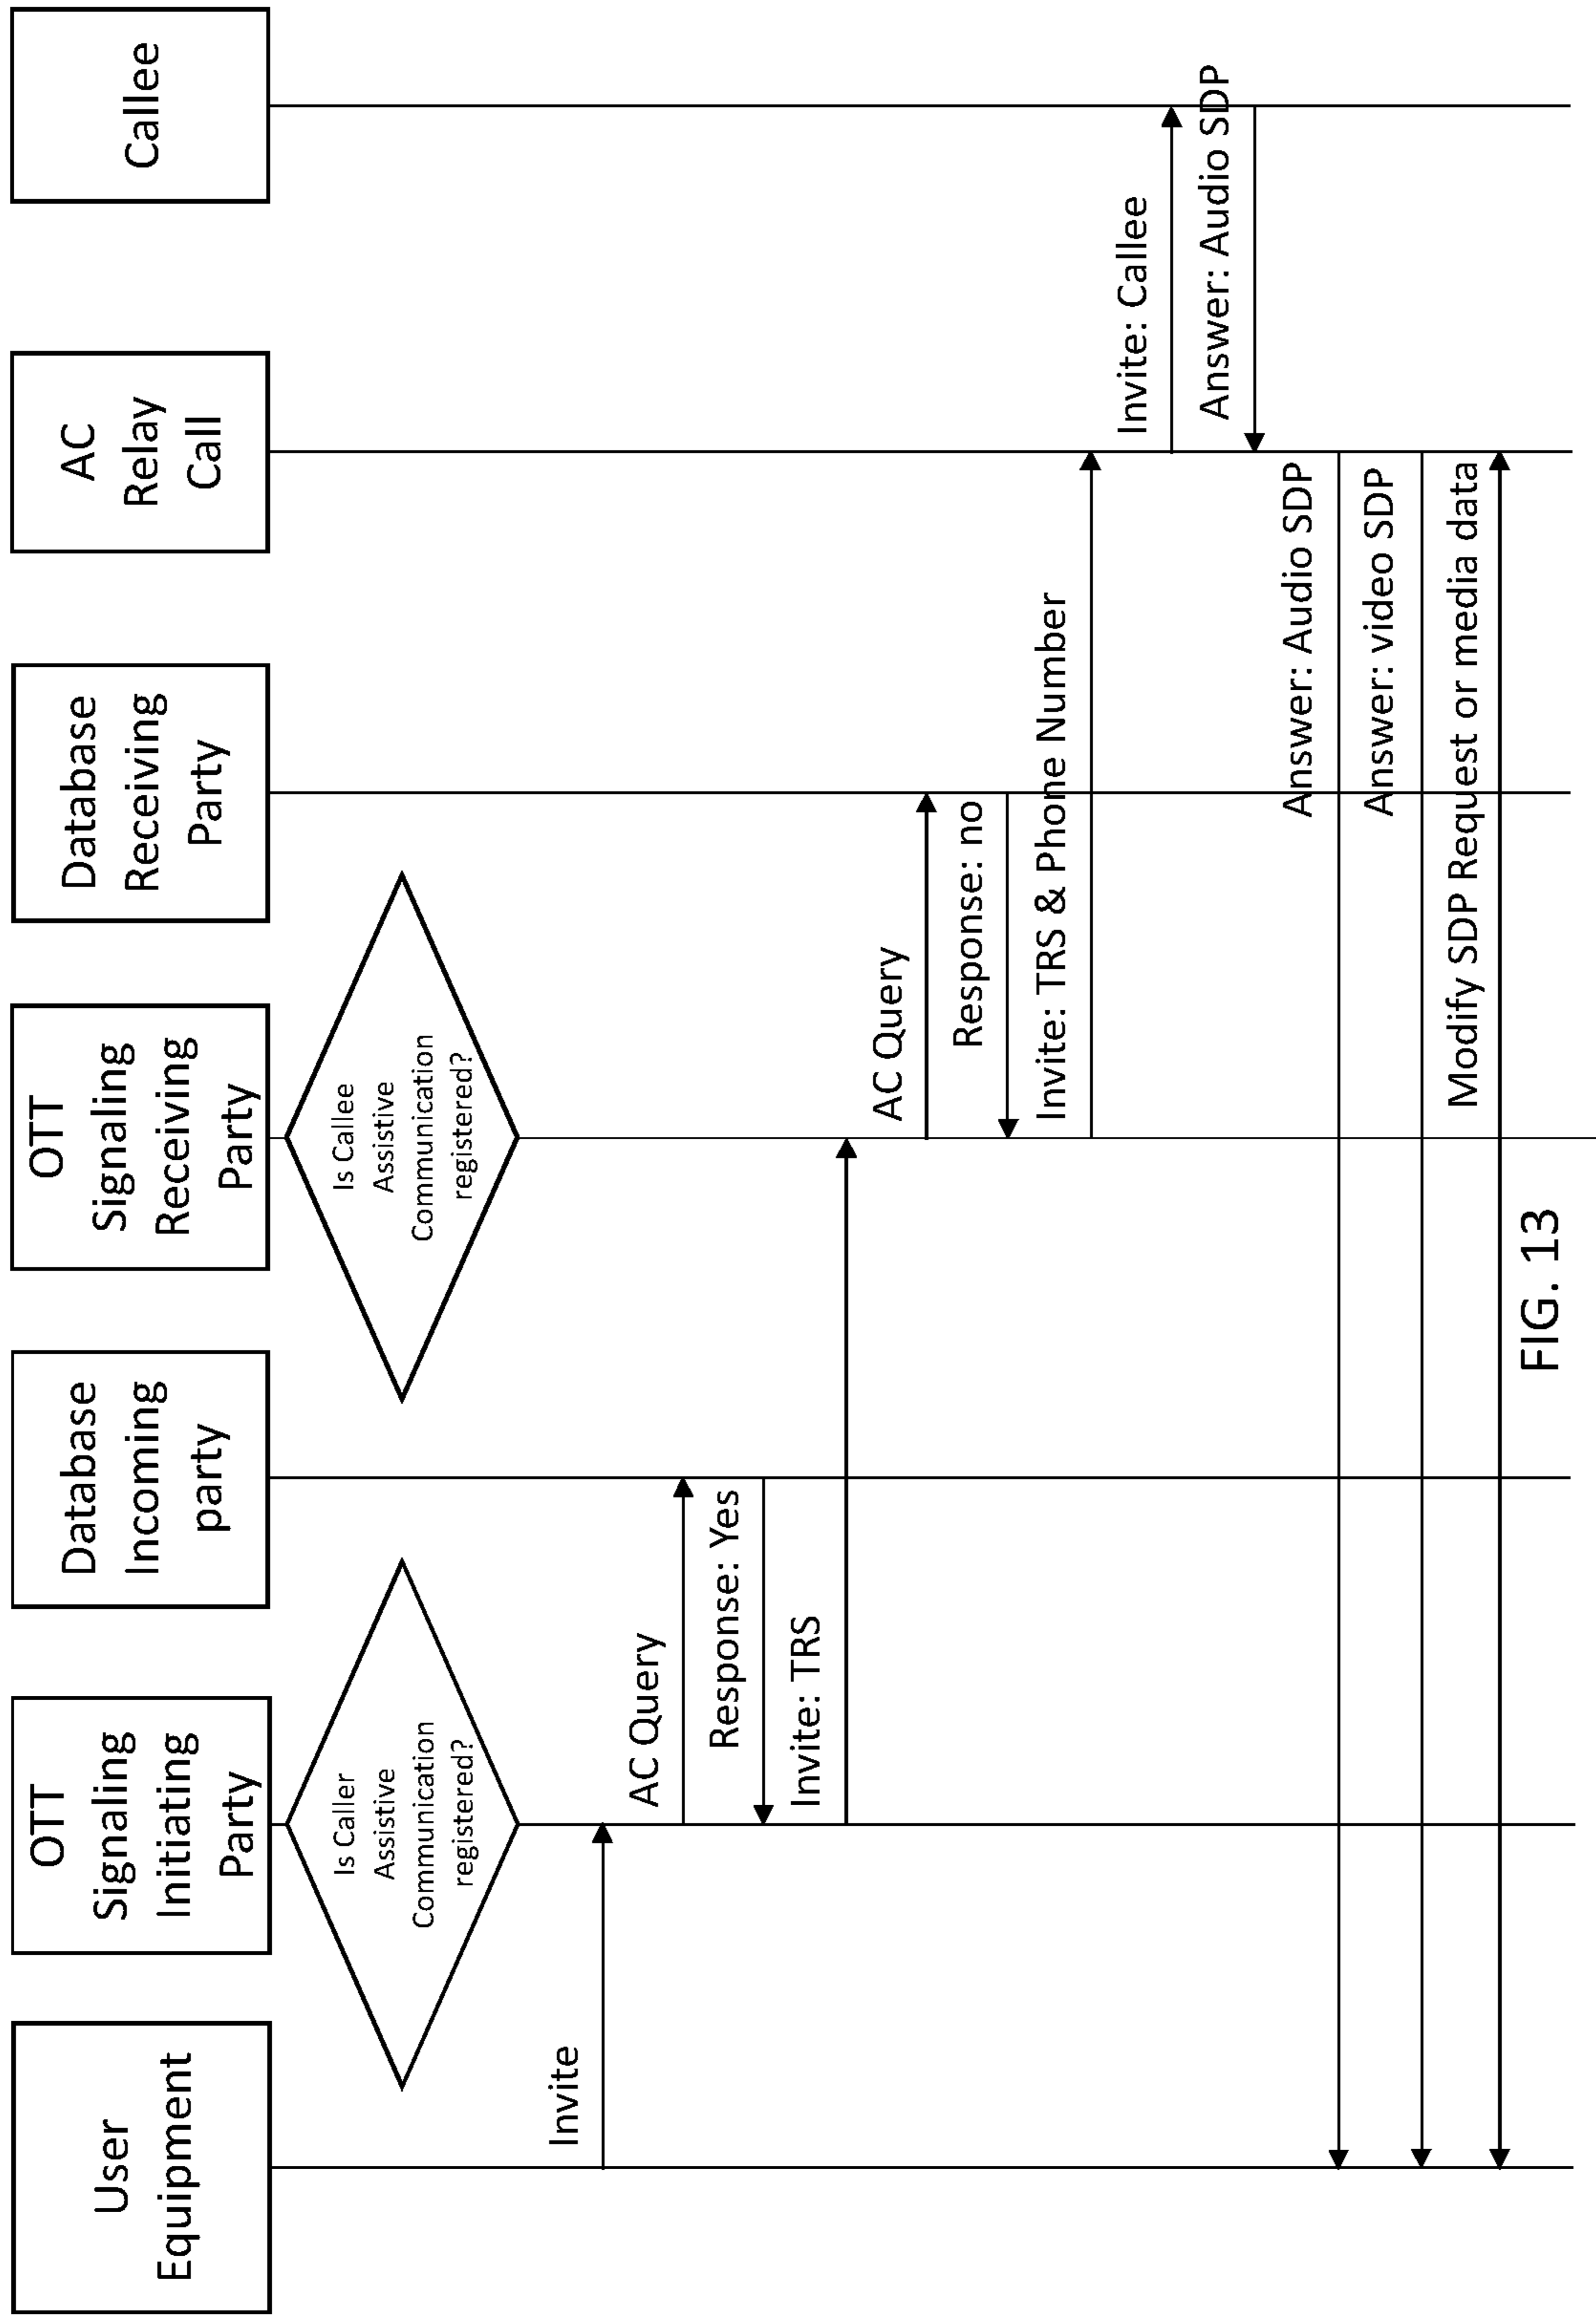 User
Equipment
OTT
Signaling
Initiating
Party
Database
Incoming
party
OTT
Signaling
Receiving
Party
Database
Receiving
Party
AC
Relay
Call
Callee
Is Caller
Assistive
Communication
registered?
Is Callee
Assistive
Communication
registered?
Invite
AC Query
Response: Yes
Invite: TRS
AC Query
Response: no
Invite: TRS & Phone Number
Invite: Callee
Answer: Audio SDP
Answer: Audio SDP
Answer: video SDP
Modify SDP Request or media data
FIG. 13